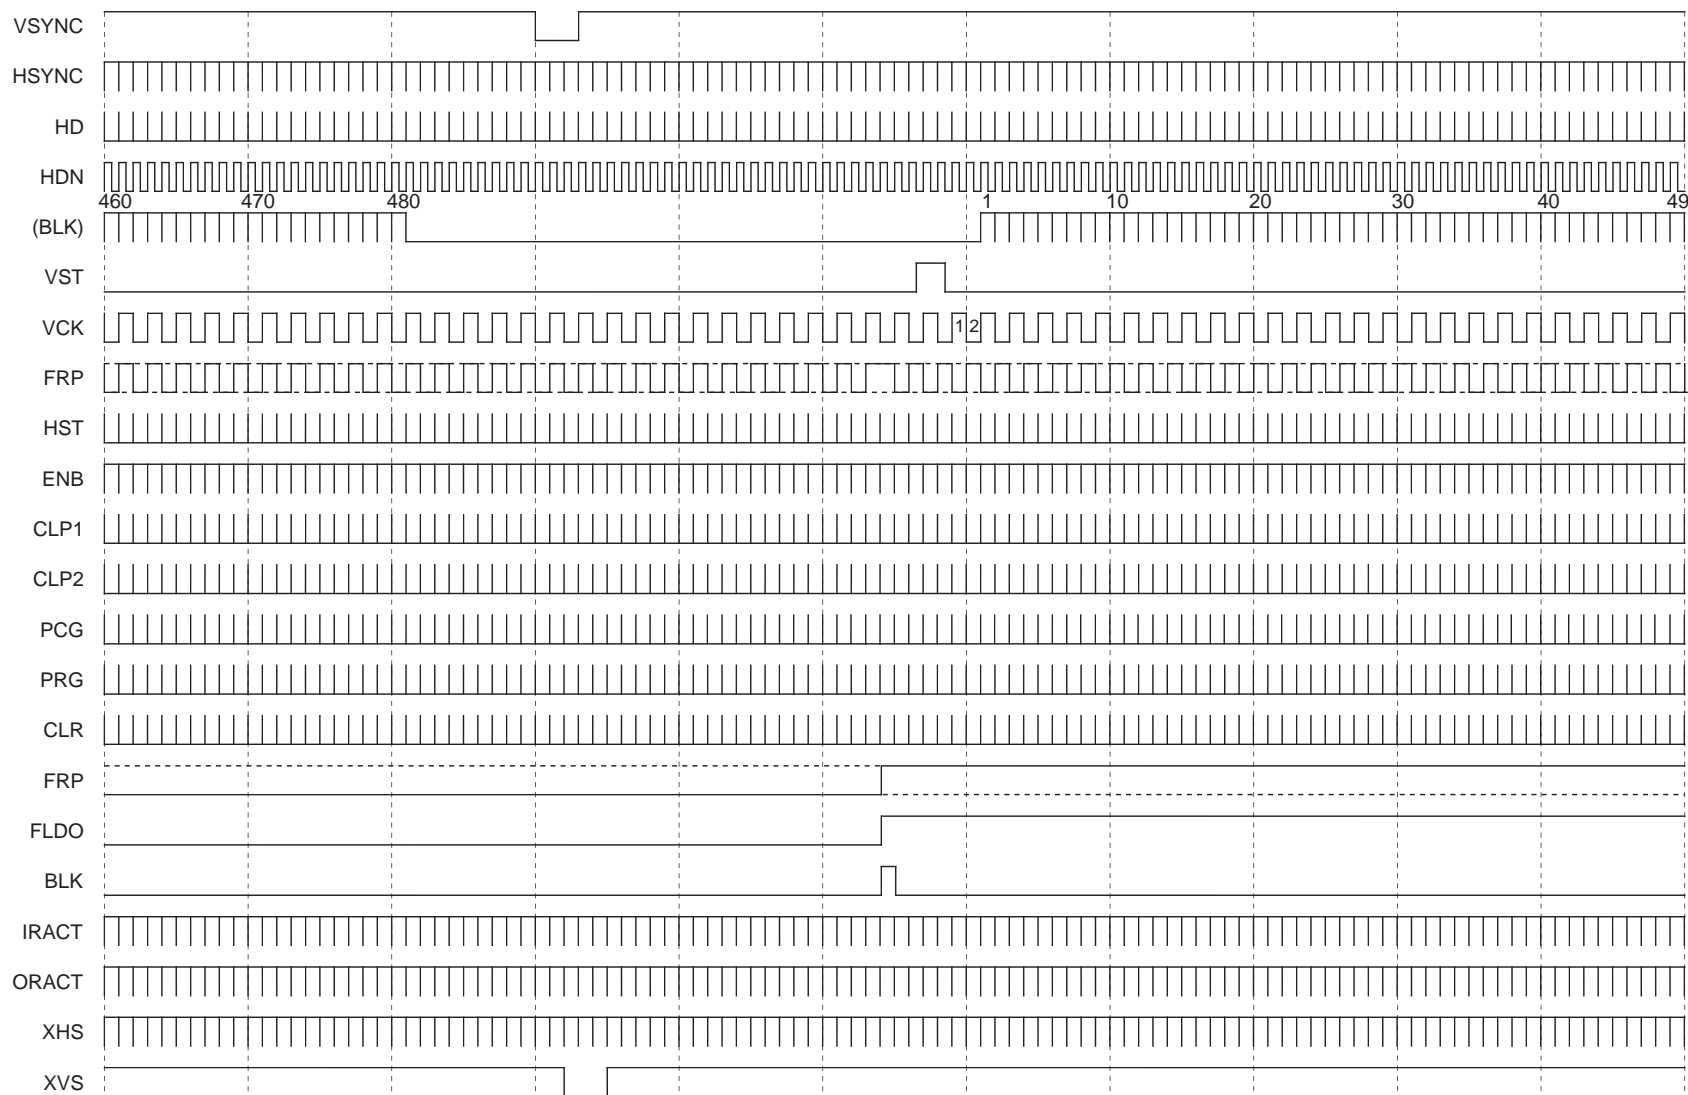 VSYNC
HSYNC
HD
HDN
460 470 480 1 10 20 30 40 49
(BLK)
VST
VCK 1 2
FRP
HST
ENB
CLP1
CLP2
PCG
PRG
CLR
FRP
FLDO
BLK
IRACT
ORACT
XHS
XVS